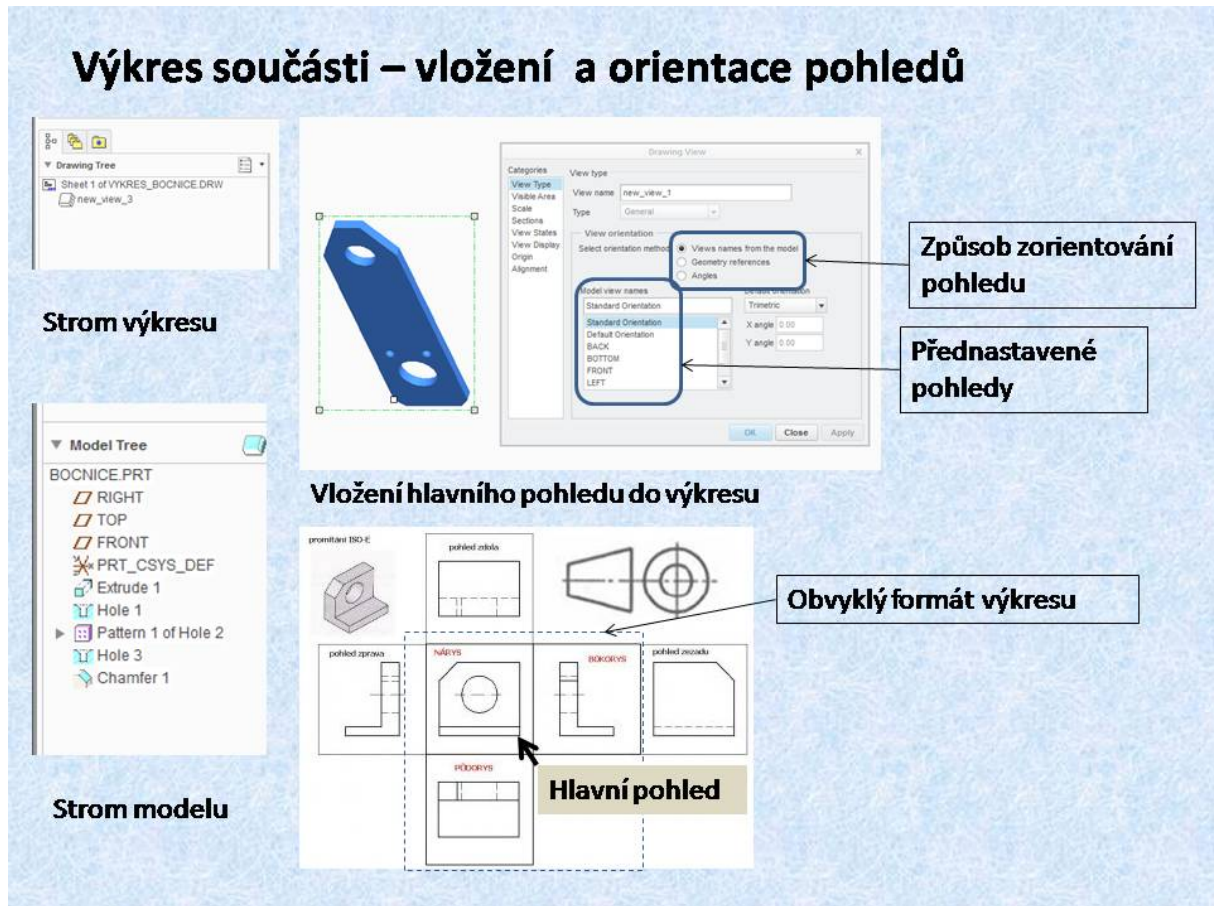 Výkres součásti – vložení a orientace pohledů
Drawing Tree
Sheet 1 of VYKRES_BOCNICE.DRW
new_view_3
Strom výkresu
Drawing View
X
Categories
View Type
Visible Area
Scale
Sections
View States
View Display
Origin
Alignment
View type
View name new_view_1
Type General
View orientation
Select orientation method
Views names from the model
Geometry references
Angles
Model view names
Standard Orientation
Standard Orientation
Default Orientation
BACK
BOTTOM
FRONT
LEFT
Default orientation
Trimetric
X angle 0.00
Y angle 0.00
OK Close Apply
Způsob zorientování
pohledu
Přednastavené
pohledy
Vložení hlavního pohledu do výkresu
Model Tree
BOCNICE.PRT
RIGHT
TOP
FRONT
PRT_CSYS_DEF
Extrude 1
Hole 1
Pattern 1 of Hole 2
Hole 3
Chamfer 1
Strom modelu
promítání ISO-E
pohled zdola
Obvyklý formát výkresu
pohled zprava
NÁRYS
BOKORYS
pohled zezadu
PŮDORYS
Hlavní pohled